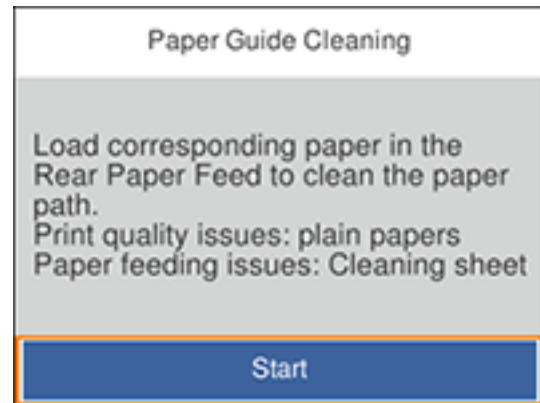 Paper Guide Cleaning
Load corresponding paper in the
Rear Paper Feed to clean the paper
path.
Print quality issues: plain papers
Paper feeding issues: Cleaning sheet
Start